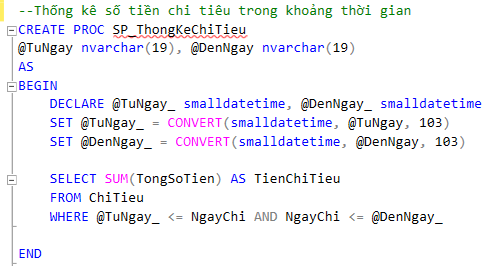 --Thống kê số tiền chi tiêu trong khoảng thời gian
CREATE PROC SP_ThongKeChiTieu
@TuNgay nvarchar(19), @DenNgay nvarchar(19)
AS
BEGIN
DECLARE @TuNgay_ smalldatetime, @DenNgay_ smalldatetime
SET @TuNgay_ = CONVERT(smalldatetime, @TuNgay, 103)
SET @DenNgay_ = CONVERT(smalldatetime, @DenNgay, 103)
SELECT SUM(TongSoTien) AS TienChiTieu
FROM ChiTieu
WHERE @TuNgay_ <= NgayChi AND NgayChi <= @DenNgay_
END